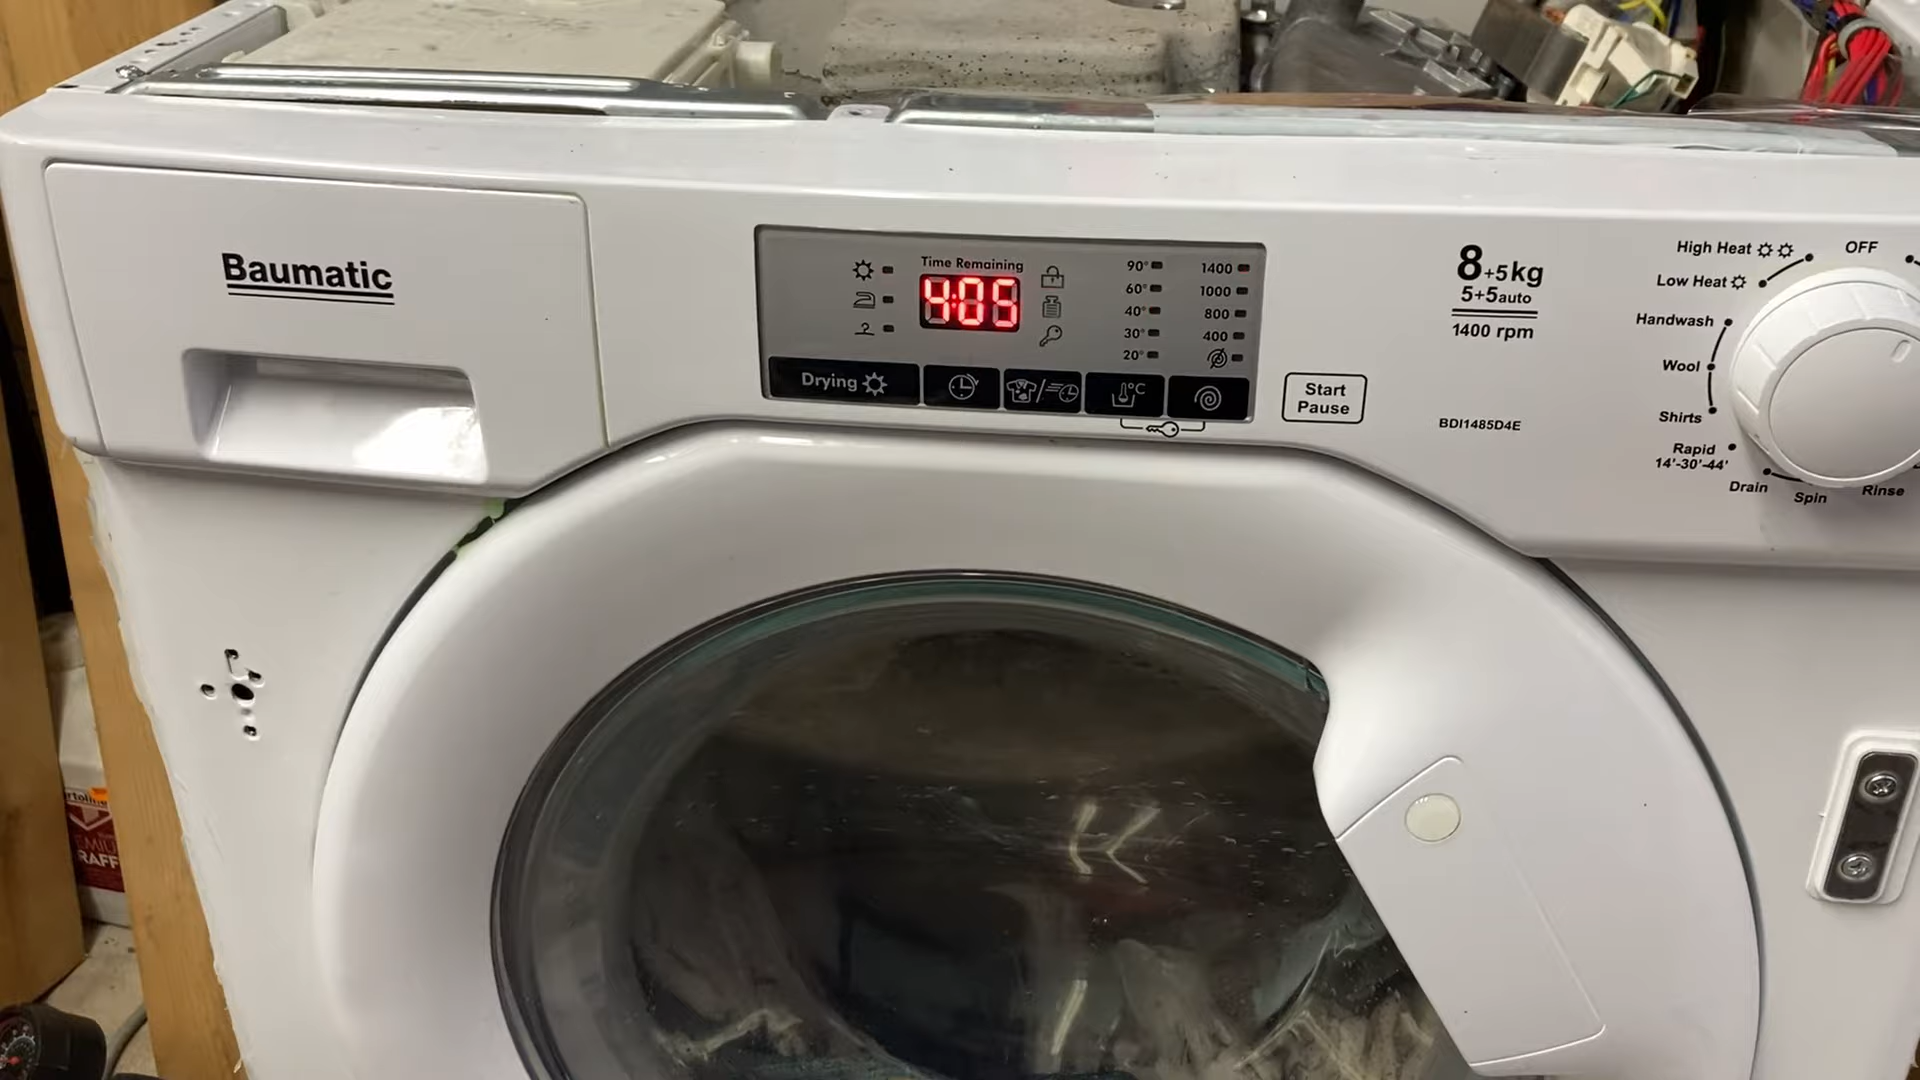 Baumatic
Time Remaining
4:05
90°
60°
40°
30°
20°
1400
1000
800
400
Drying
°C
Start
Pause
8+5kg
5+5auto
1400 rpm
BDI1485D4E
High Heat
OFF
Low Heat
Handwash
Wool
Shirts
Rapid
14'-30'-44'
Drain
Spin
Rinse